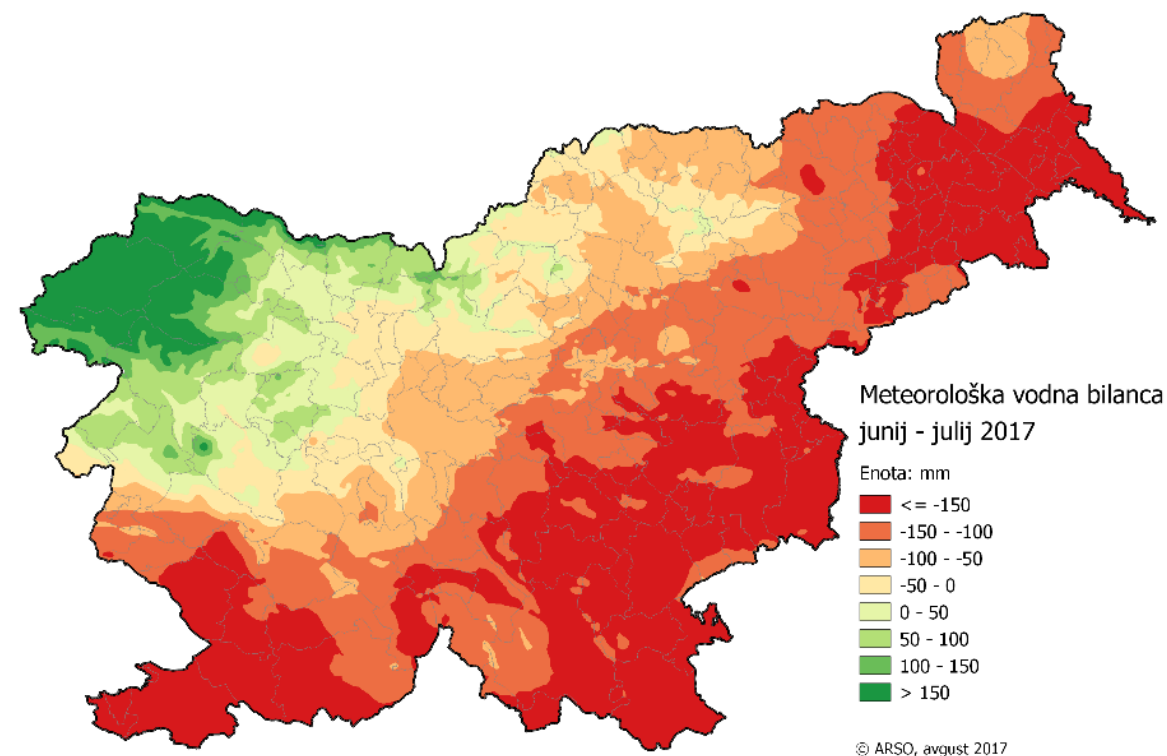 Meteorološka vodna bilanca
junij - julij 2017
Enota: mm
<= -150
-150 - -100
-100 - -50
-50 - 0
0 - 50
50 - 100
100 - 150
> 150
© ARSO, avgust 2017